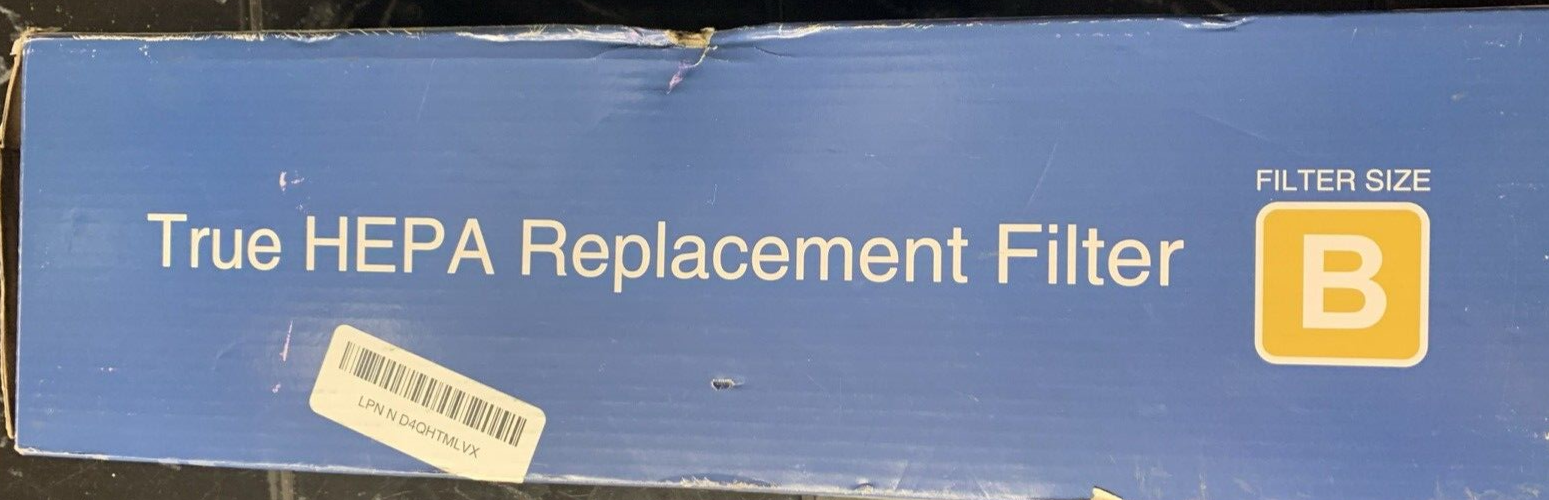 FILTER SIZE
True HEPA Replacement Filter
B
LPN N D4QHTMLVX